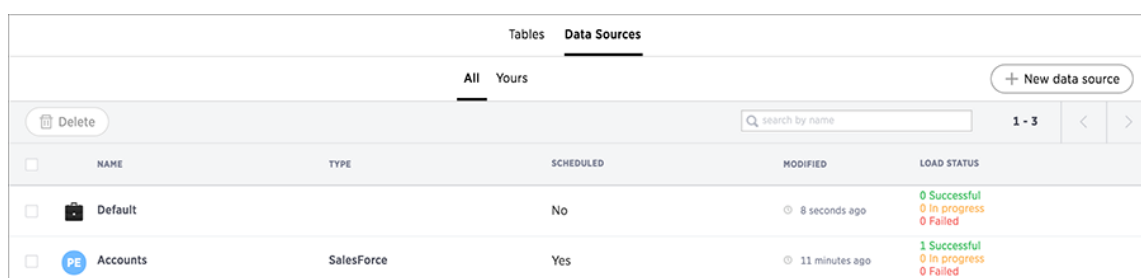 Tables Data Sources
All Yours
+ New data source
Delete
search by name
1 - 3
NAME TYPE SCHEDULED MODIFIED LOAD STATUS
Default No 8 seconds ago
0 Successful
0 In progress
0 Failed
PE Accounts SalesForce Yes 11 minutes ago
1 Successful
0 In progress
0 Failed